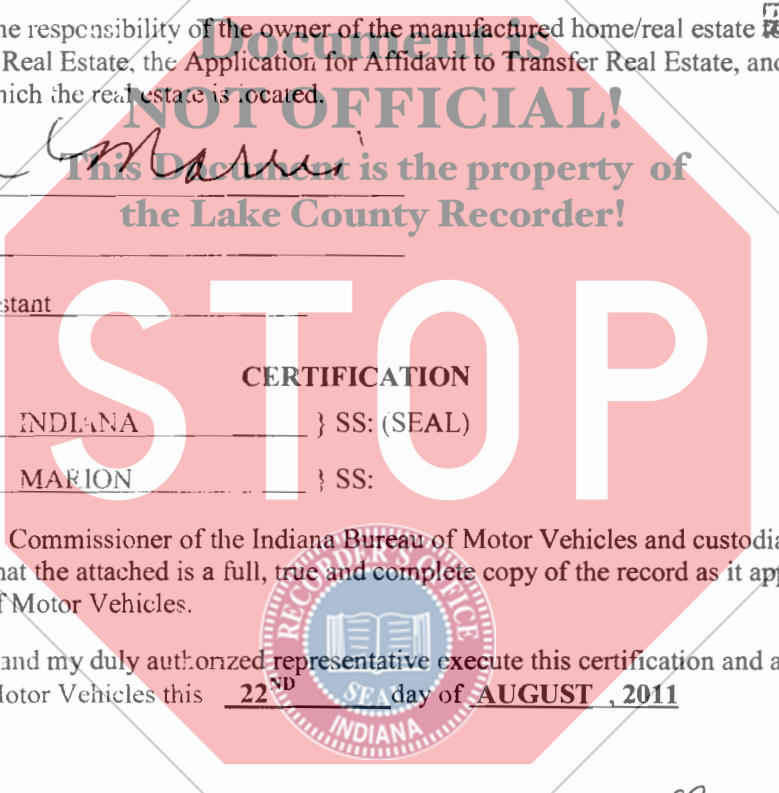 he responsibility of the owner of the manufactured home/real estate
Document is
Real Estate, the Application for Affidavit to Transfer Real Estate, and
hich the real estate is located.
NOT OFFICIAL!
This Document is the property of
the Lake County Recorder!
stant
STOP
CERTIFICATION
INDIANA } SS: (SEAL)
MARION } SS:
Commissioner of the Indiana Bureau of Motor Vehicles and custodia
hat the attached is a full, true and complete copy of the record as it app
f Motor Vehicles.
RECORDER'S OFFICE
and my duly authorized representative execute this certification and a
Motor Vehicles this 22ND day of AUGUST , 2011
SEAL
INDIANA